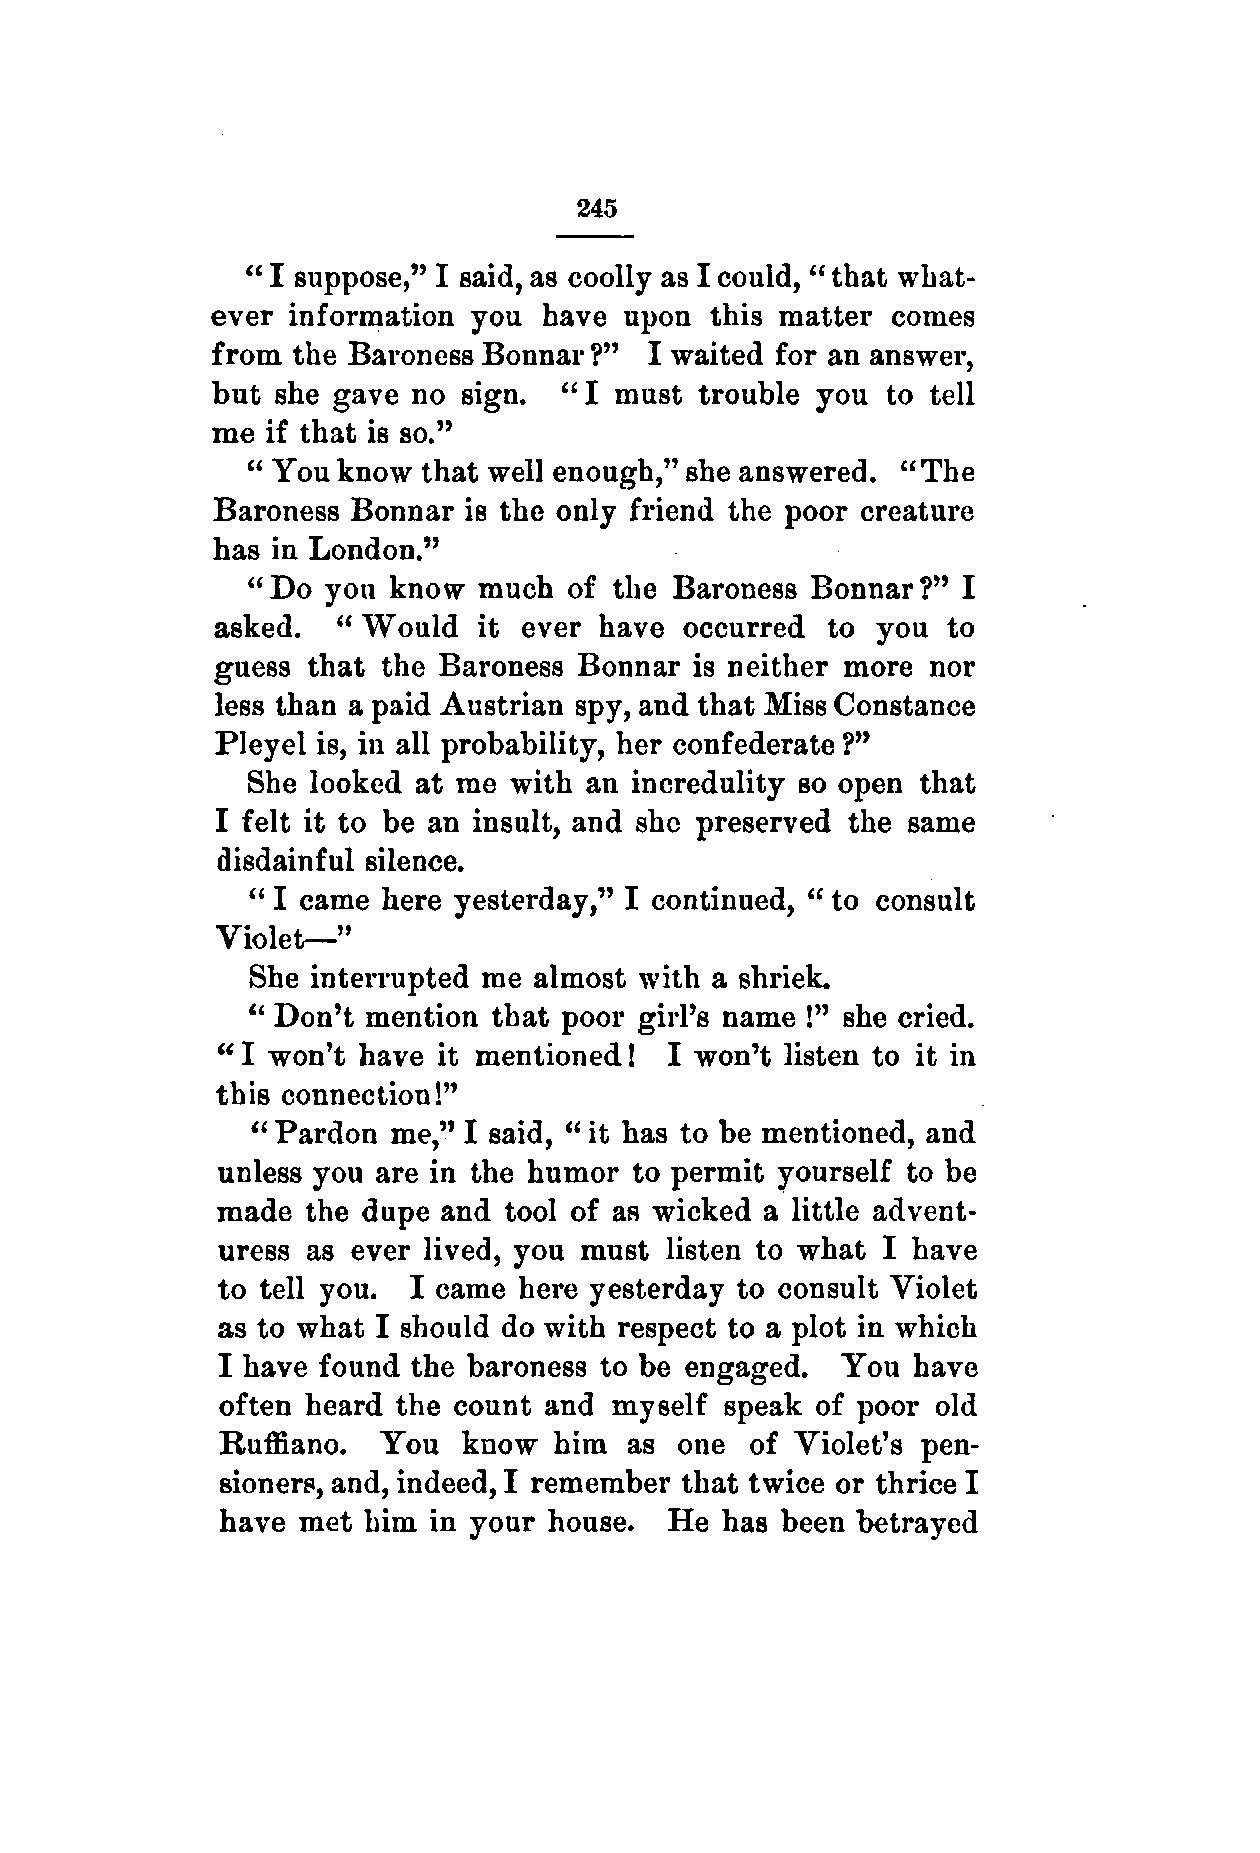 245
“I suppose,” I said, as coolly as I could, “that what-
ever information you have upon this matter comes
from the Baroness Bonnar?” I waited for an answer,
but she gave no sign. “I must trouble you to tell
me if that is so.”
“You know that well enough,” she answered. “The
Baroness Bonnar is the only friend the poor creature
has in London.”
“Do you know much of the Baroness Bonnar?” I
asked. “Would it ever have occurred to you to
guess that the Baroness Bonnar is neither more nor
less than a paid Austrian spy, and that Miss Constance
Pleyel is, in all probability, her confederate?”
She looked at me with an incredulity so open that
I felt it to be an insult, and she preserved the same
disdainful silence.
“I came here yesterday,” I continued, “to consult
Violet—”
She interrupted me almost with a shriek.
“Don’t mention that poor girl’s name!” she cried.
“I won’t have it mentioned! I won’t listen to it in
this connection!”
“Pardon me,” I said, “it has to be mentioned, and
unless you are in the humor to permit yourself to be
made the dupe and tool of as wicked a little advent-
uress as ever lived, you must listen to what I have
to tell you. I came here yesterday to consult Violet
as to what I should do with respect to a plot in which
I have found the baroness to be engaged. You have
often heard the count and myself speak of poor old
Ruffiano. You know him as one of Violet’s pen-
sioners, and, indeed, I remember that twice or thrice I
have met him in your house. He has been betrayed